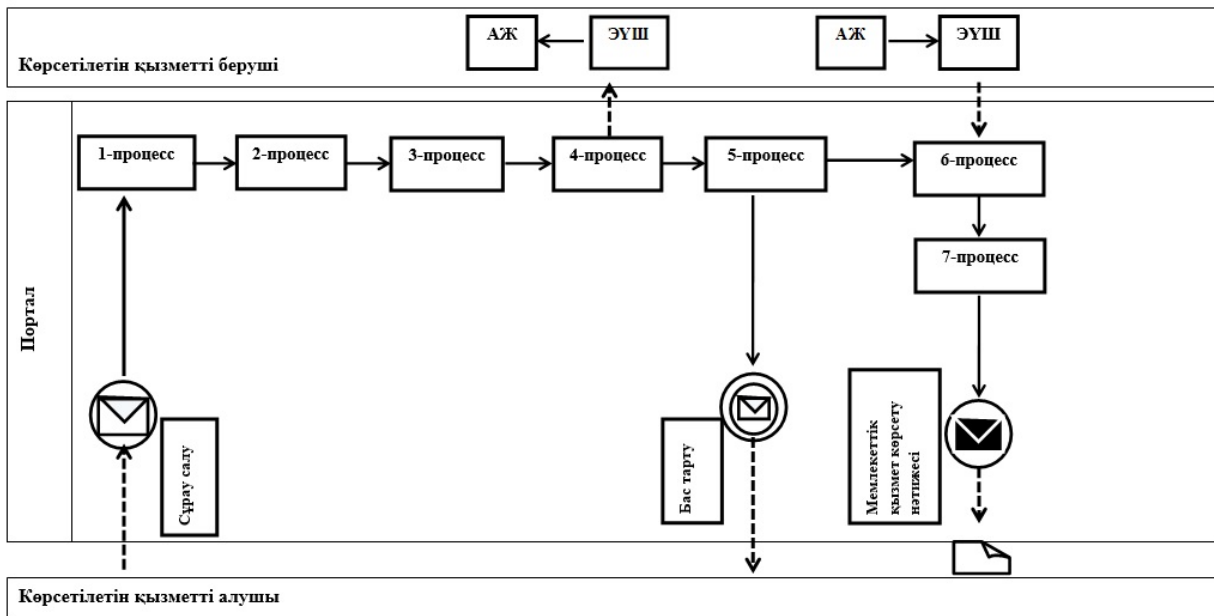 АЖ
ЭҮШ
АЖ
ЭҮШ
Көрсетілетін қызметті беруші
1-процесс
2-процесс
3-процесс
4-процесс
5-процесс
6-процесс
7-процесс
Портал
Сұрау салу
Бас тарту
Мемлекеттік
қызмет көрсету
нәтижесі
Көрсетілетін қызметті алушы